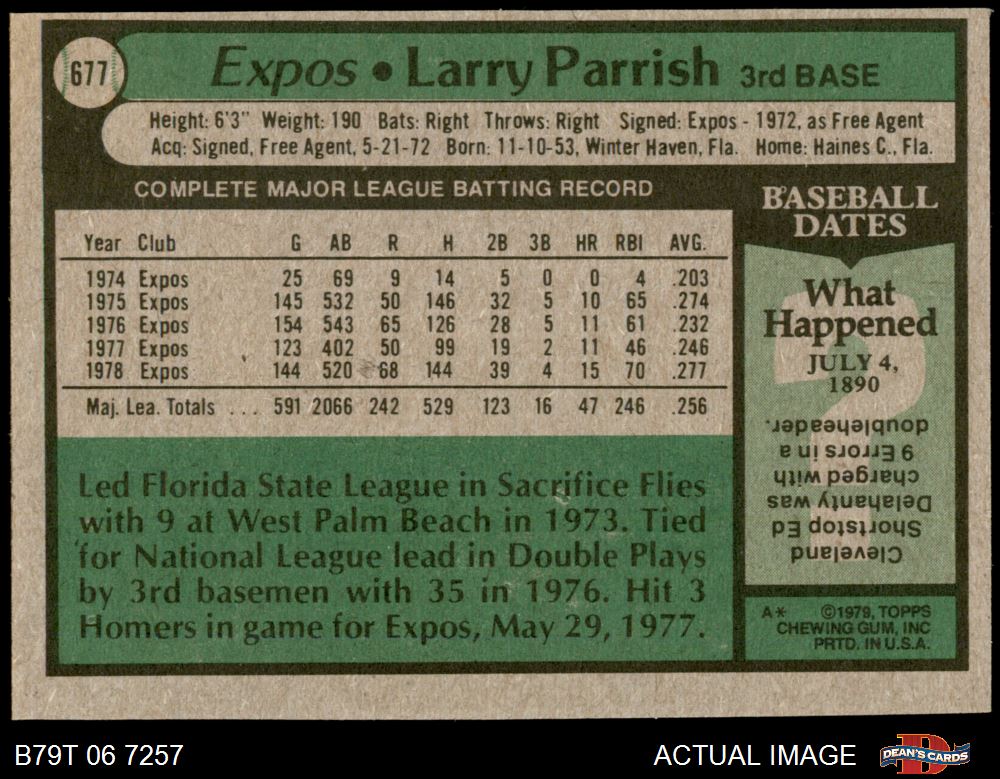 677
Expos • Larry Parrish 3rd BASE
Height: 6'3" Weight: 190 Bats: Right Throws: Right Signed: Expos - 1972, as Free Agent
Acq: Signed, Free Agent, 5-21-72 Born: 11-10-53, Winter Haven, Fla. Home: Haines C., Fla.
COMPLETE MAJOR LEAGUE BATTING RECORD
Year Club G AB R H 2B 3B HR RBI AVG.
1974 Expos 25 69 9 14 5 0 0 4 .203
1975 Expos 145 532 50 146 32 5 10 65 .274
1976 Expos 154 543 65 126 28 5 11 61 .232
1977 Expos 123 402 50 99 19 2 11 46 .246
1978 Expos 144 520 68 144 39 4 15 70 .277
Maj. Lea. Totals ... 591 2066 242 529 123 16 47 246 .256
Led Florida State League in Sacrifice Flies
with 9 at West Palm Beach in 1973. Tied
for National League lead in Double Plays
by 3rd basemen with 35 in 1976. Hit 3
Homers in game for Expos, May 29, 1977.
BASEBALL
DATES
What
Happened
JULY 4,
1890
Cleveland
Shortstop Ed
Delahanty was
charged with
9 Errors in a
doubleheader.
A* ©1979, TOPPS
CHEWING GUM, INC
PRTD. IN U.S.A.
B79T 06 7257
ACTUAL IMAGE
DEAN'S CARDS